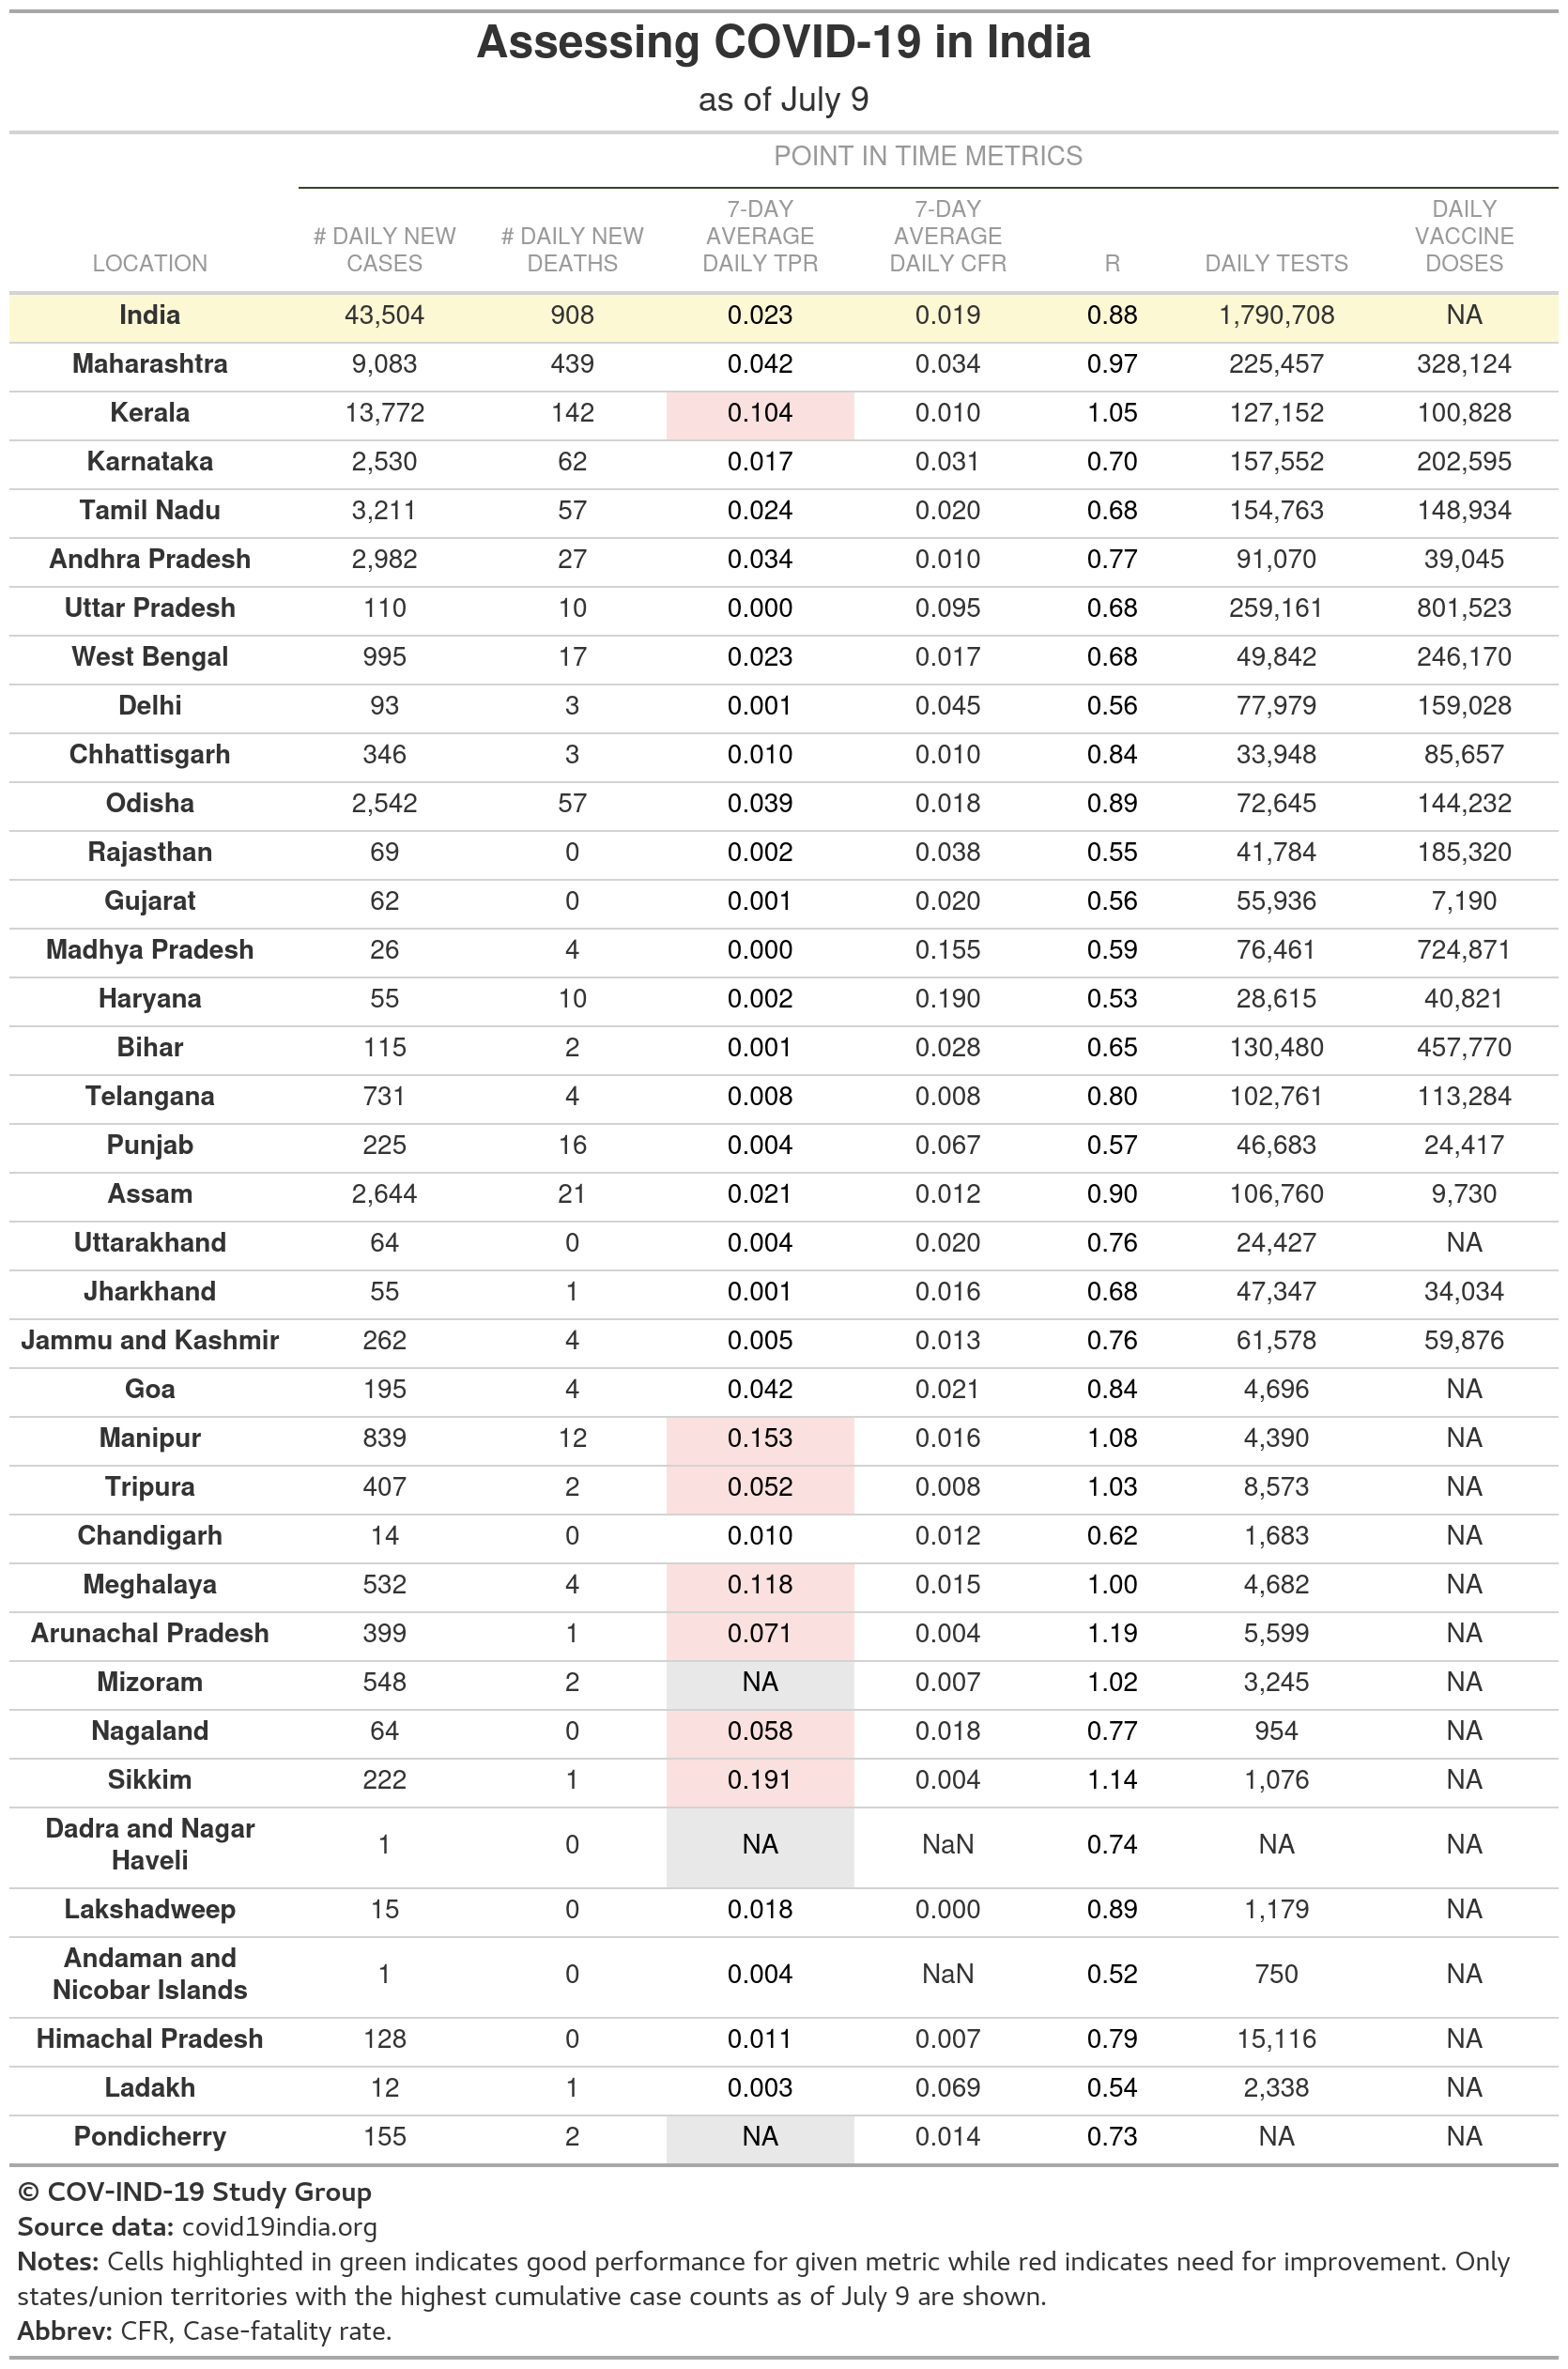 Assessing COVID-19 in India
as of July 9
POINT IN TIME METRICS
LOCATION # DAILY NEW CASES # DAILY NEW DEATHS 7-DAY AVERAGE DAILY TPR 7-DAY AVERAGE DAILY CFR R DAILY TESTS DAILY VACCINE DOSES
India 43,504 908 0.023 0.019 0.88 1,790,708 NA
Maharashtra 9,083 439 0.042 0.034 0.97 225,457 328,124
Kerala 13,772 142 0.104 0.010 1.05 127,152 100,828
Karnataka 2,530 62 0.017 0.031 0.70 157,552 202,595
Tamil Nadu 3,211 57 0.024 0.020 0.68 154,763 148,934
Andhra Pradesh 2,982 27 0.034 0.010 0.77 91,070 39,045
Uttar Pradesh 110 10 0.000 0.095 0.68 259,161 801,523
West Bengal 995 17 0.023 0.017 0.68 49,842 246,170
Delhi 93 3 0.001 0.045 0.56 77,979 159,028
Chhattisgarh 346 3 0.010 0.010 0.84 33,948 85,657
Odisha 2,542 57 0.039 0.018 0.89 72,645 144,232
Rajasthan 69 0 0.002 0.038 0.55 41,784 185,320
Gujarat 62 0 0.001 0.020 0.56 55,936 7,190
Madhya Pradesh 26 4 0.000 0.155 0.59 76,461 724,871
Haryana 55 10 0.002 0.190 0.53 28,615 40,821
Bihar 115 2 0.001 0.028 0.65 130,480 457,770
Telangana 731 4 0.008 0.008 0.80 102,761 113,284
Punjab 225 16 0.004 0.067 0.57 46,683 24,417
Assam 2,644 21 0.021 0.012 0.90 106,760 9,730
Uttarakhand 64 0 0.004 0.020 0.76 24,427 NA
Jharkhand 55 1 0.001 0.016 0.68 47,347 34,034
Jammu and Kashmir 262 4 0.005 0.013 0.76 61,578 59,876
Goa 195 4 0.042 0.021 0.84 4,696 NA
Manipur 839 12 0.153 0.016 1.08 4,390 NA
Tripura 407 2 0.052 0.008 1.03 8,573 NA
Chandigarh 14 0 0.010 0.012 0.62 1,683 NA
Meghalaya 532 4 0.118 0.015 1.00 4,682 NA
Arunachal Pradesh 399 1 0.071 0.004 1.19 5,599 NA
Mizoram 548 2 NA 0.007 1.02 3,245 NA
Nagaland 64 0 0.058 0.018 0.77 954 NA
Sikkim 222 1 0.191 0.004 1.14 1,076 NA
Dadra and Nagar Haveli 1 0 NA NaN 0.74 NA NA
Lakshadweep 15 0 0.018 0.000 0.89 1,179 NA
Andaman and Nicobar Islands 1 0 0.004 NaN 0.52 750 NA
Himachal Pradesh 128 0 0.011 0.007 0.79 15,116 NA
Ladakh 12 1 0.003 0.069 0.54 2,338 NA
Pondicherry 155 2 NA 0.014 0.73 NA NA
© COV-IND-19 Study Group
Source data: covid19india.org
Notes: Cells highlighted in green indicates good performance for given metric while red indicates need for improvement. Only
states/union territories with the highest cumulative case counts as of July 9 are shown.
Abbrev: CFR, Case-fatality rate.